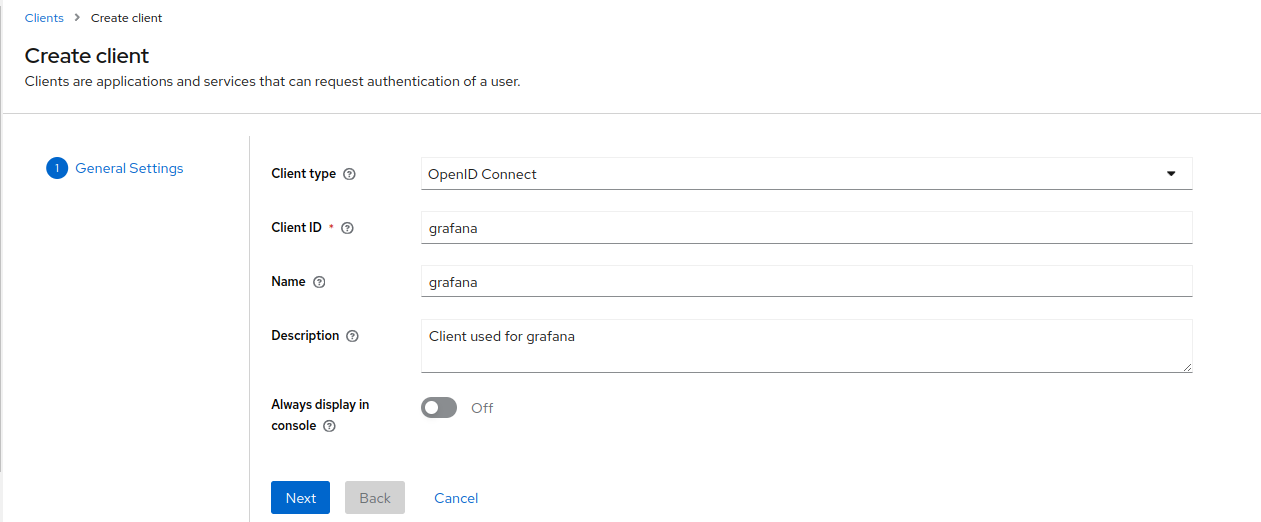 Clients > Create client
Create client
Clients are applications and services that can request authentication of a user.
1 General Settings
Client type
OpenID Connect
Client ID *
grafana
Name
grafana
Description
Client used for grafana
Always display in
console
Off
Next
Back
Cancel